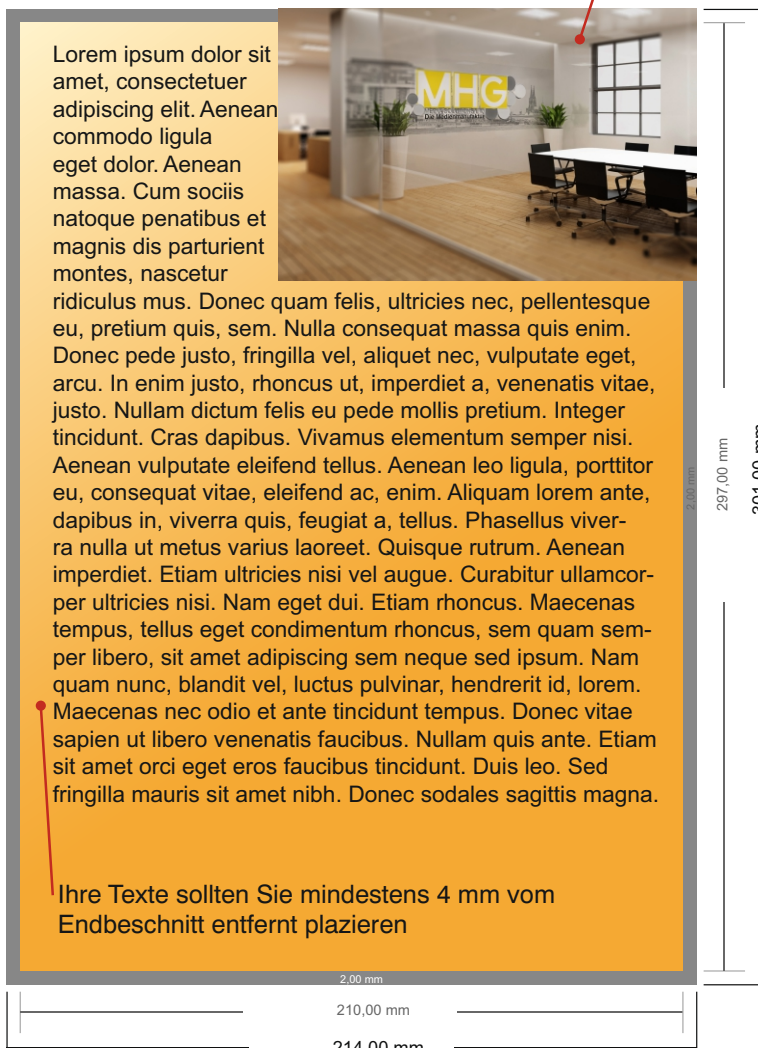 Lorem ipsum dolor sit
amet, consectetuer
adipiscing elit. Aenean
commodo ligula
eget dolor. Aenean
massa. Cum sociis
natoque penatibus et
magnis dis parturient
montes, nascetur
ridiculus mus. Donec quam felis, ultricies nec, pellentesque
eu, pretium quis, sem. Nulla consequat massa quis enim.
Donec pede justo, fringilla vel, aliquet nec, vulputate eget,
arcu. In enim justo, rhoncus ut, imperdiet a, venenatis vitae,
justo. Nullam dictum felis eu pede mollis pretium. Integer
tincidunt. Cras dapibus. Vivamus elementum semper nisi.
Aenean vulputate eleifend tellus. Aenean leo ligula, porttitor
eu, consequat vitae, eleifend ac, enim. Aliquam lorem ante,
dapibus in, viverra quis, feugiat a, tellus. Phasellus viver-
ra nulla ut metus varius laoreet. Quisque rutrum. Aenean
imperdiet. Etiam ultricies nisi vel augue. Curabitur ullamcor-
per ultricies nisi. Nam eget dui. Etiam rhoncus. Maecenas
tempus, tellus eget condimentum rhoncus, sem quam sem-
per libero, sit amet adipiscing sem neque sed ipsum. Nam
quam nunc, blandit vel, luctus pulvinar, hendrerit id, lorem.
Maecenas nec odio et ante tincidunt tempus. Donec vitae
sapien ut libero venenatis faucibus. Nullam quis ante. Etiam
sit amet orci eget eros faucibus tincidunt. Duis leo. Sed
fringilla mauris sit amet nibh. Donec sodales sagittis magna.
Ihre Texte sollten Sie mindestens 4 mm vom
Endbeschnitt entfernt plazieren
MHG
Die Medienmanufaktur
2,00 mm
297,00 mm
301,00 mm
2,00 mm
210,00 mm
214,00 mm